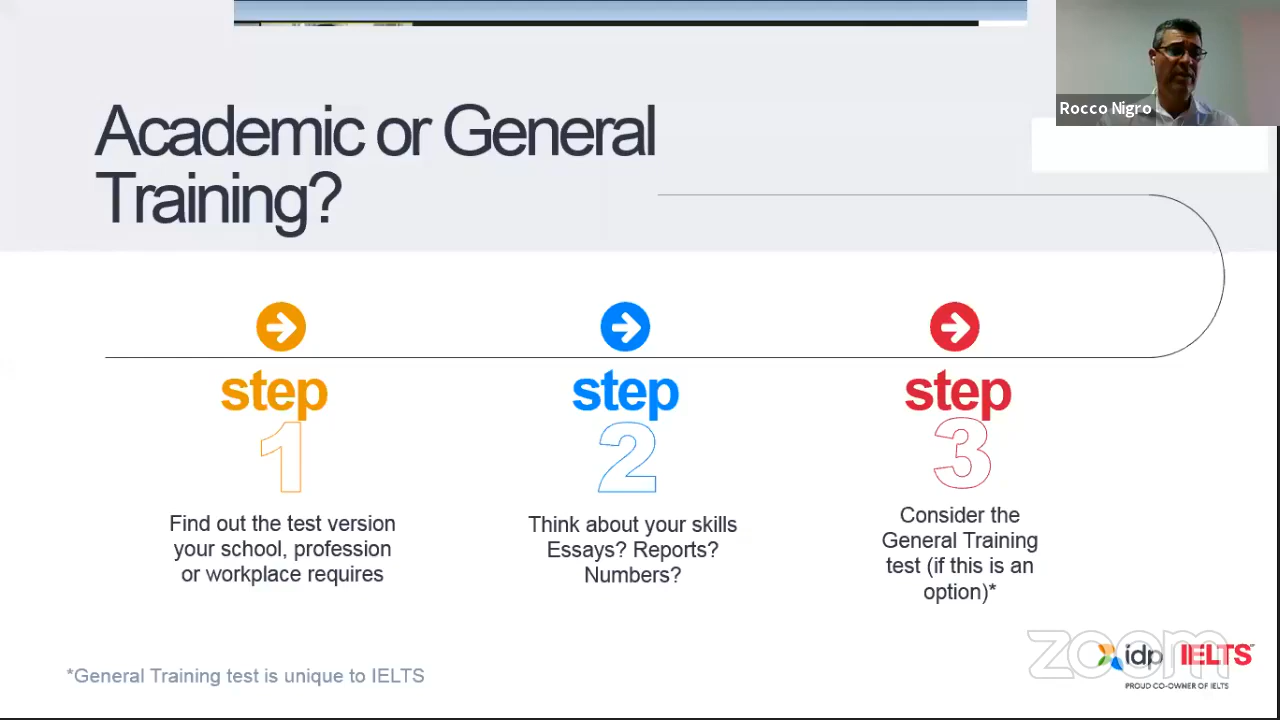 Rocco Nigro
Academic or General
Training?
step
1
Find out the test version
your school, profession
or workplace requires
step
2
Think about your skills
Essays? Reports?
Numbers?
step
3
Consider the
General Training
test (if this is an
option)*
*General Training test is unique to IELTS
zoom
idp IELTS
PROUD CO-OWNER OF IELTS